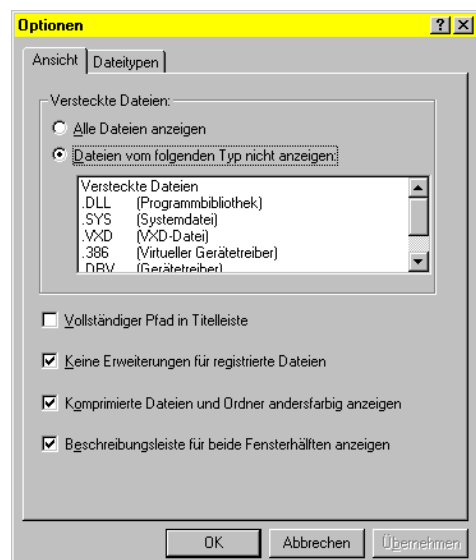 Optionen
Ansicht
Dateitypen
Versteckte Dateien:
Alle Dateien anzeigen
Dateien vom folgenden Typ nicht anzeigen:
Versteckte Dateien
.DLL (Programmbibliothek)
.SYS (Systemdatei)
.VXD (VXD-Datei)
.386 (Virtueller Gerätetreiber)
.DRV (Gerätetreiber)
Vollständiger Pfad in Titelleiste
Keine Erweiterungen für registrierte Dateien
Komprimierte Dateien und Ordner andersfarbig anzeigen
Beschreibungsleiste für beide Fensterhälften anzeigen
OK
Abbrechen
Übernehmen